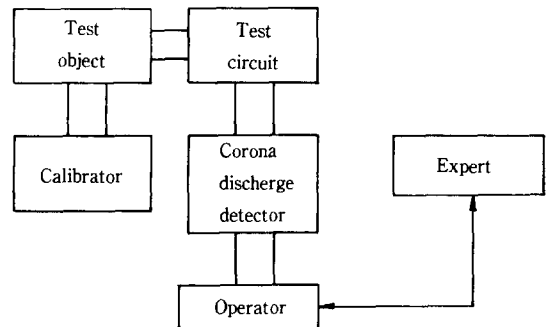 Test
object
Test
circuit
Calibrator
Corona
discharge
detector
Expert
Operator